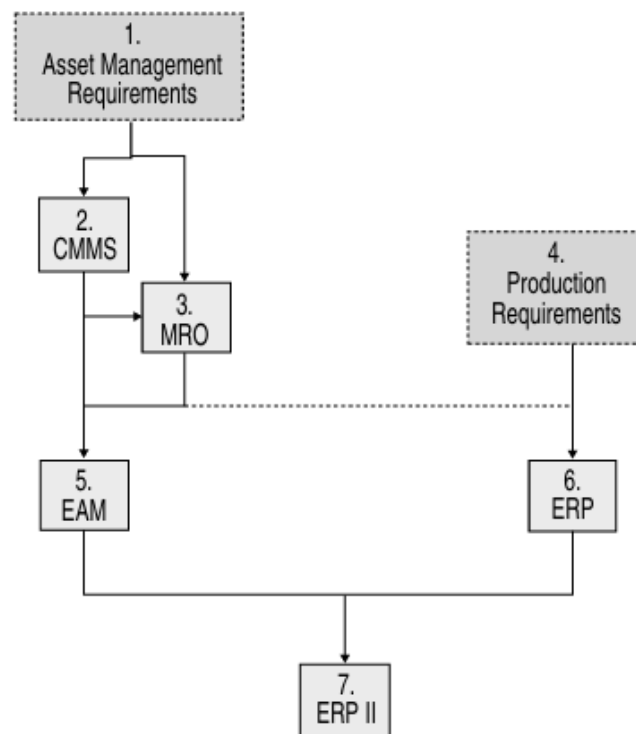 1.
Asset Management
Requirements
2.
CMMS
3.
MRO
4.
Production
Requirements
5.
EAM
6.
ERP
7.
ERP II